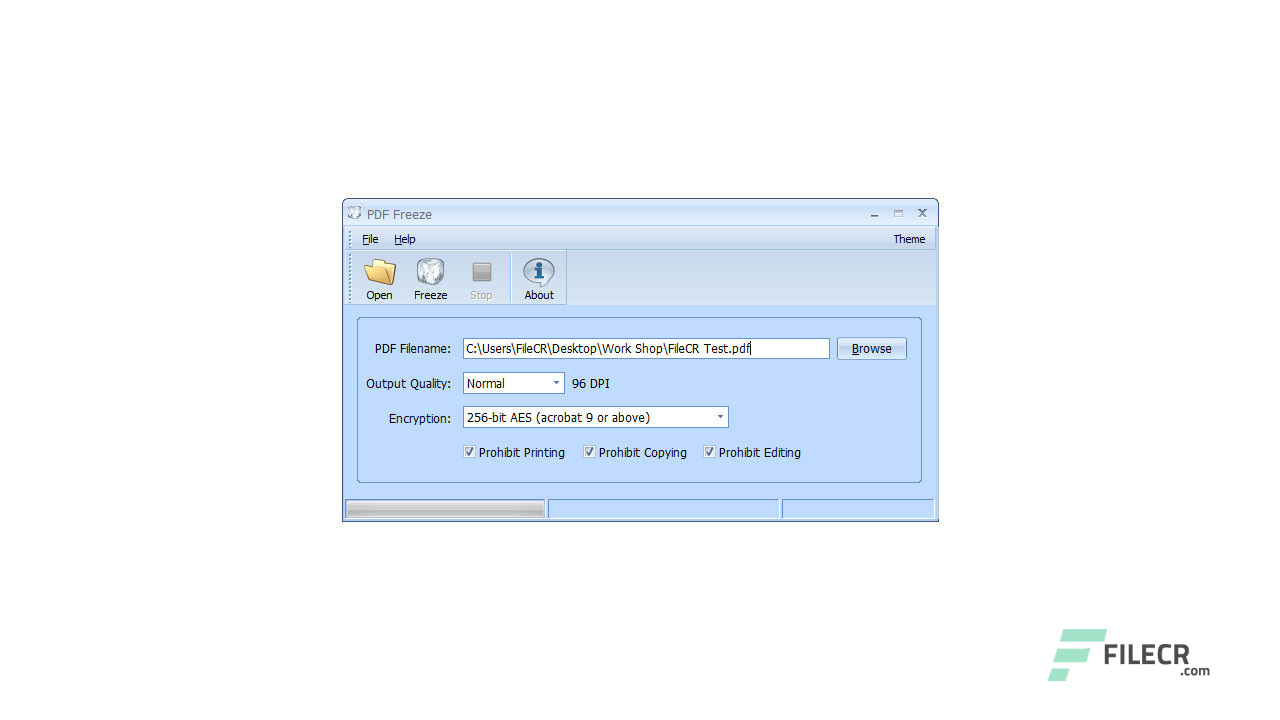 PDF Freeze
File Help Theme
Open Freeze Stop About
PDF Filename: C:\Users\FileCR\Desktop\Work Shop\FileCR Test.pdf Browse
Output Quality: Normal 96 DPI
Encryption: 256-bit AES (acrobat 9 or above)
Prohibit Printing Prohibit Copying Prohibit Editing
FILECR
.com